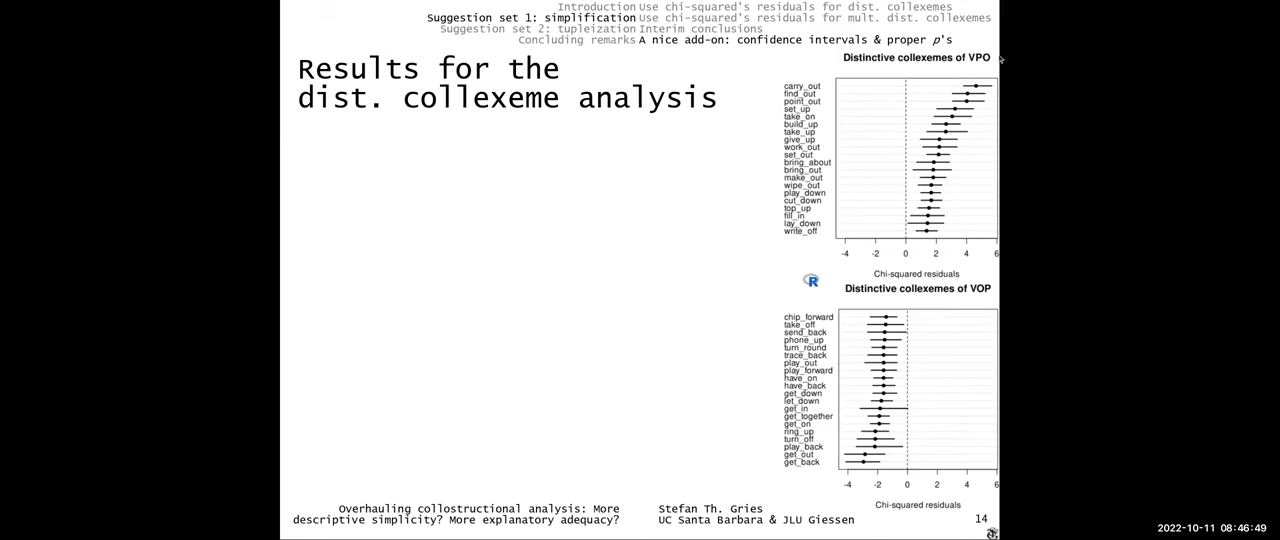 Introduction Use chi-squared's residuals for dist. collexemes
Suggestion set 1: simplification Use chi-squared's residuals for mult. dist. collexemes
Suggestion set 2: tupleization Interim conclusions
Concluding remarks A nice add-on: confidence intervals & proper p's
Results for the
dist. collexeme analysis
Distinctive collexemes of VPO
carry_out
find_out
point_out
set_up
take_on
build_up
take_up
give_up
work_out
set_out
bring_about
bring_out
make_out
wipe_out
play_down
cut_down
top_up
fill_in
lay_down
write_off
-4 -2 0 2 4 6
Chi-squared residuals
R
Distinctive collexemes of VOP
chip_forward
take_off
send_back
phone_up
turn_round
trace_back
play_out
play_forward
have_on
have_back
get_down
let_down
get_in
get_together
get_on
ring_up
turn_off
play_back
get_out
get_back
-4 -2 0 2 4 6
Chi-squared residuals
Overhauling collostructional analysis: More
descriptive simplicity? More explanatory adequacy?
Stefan Th. Gries
UC Santa Barbara & JLU Giessen
14
2022-10-11 08:46:49